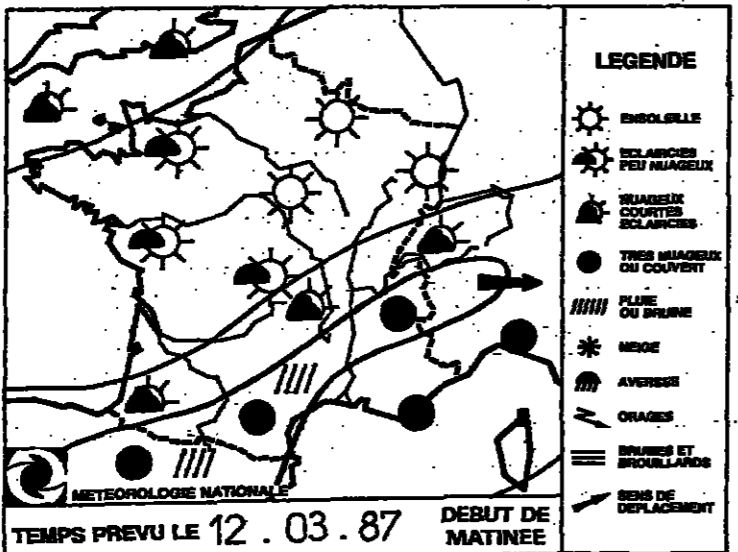 LEGENDE
ENSOLEILLE
ECLAIRCIES
PEU NUAGEUX
NUAGEUX
COURTES
ECLAIRCIES
TRES NUAGEUX
OU COUVERT
PLUIE
OU BRUINE
NEIGE
AVERSES
ORAGES
BRUMES ET
BROUILLARDS
SENS DE
DEPLACEMENT
METEOROLOGIE NATIONALE
TEMPS PREVU LE 12.03.87 DEBUT DE
MATINEE